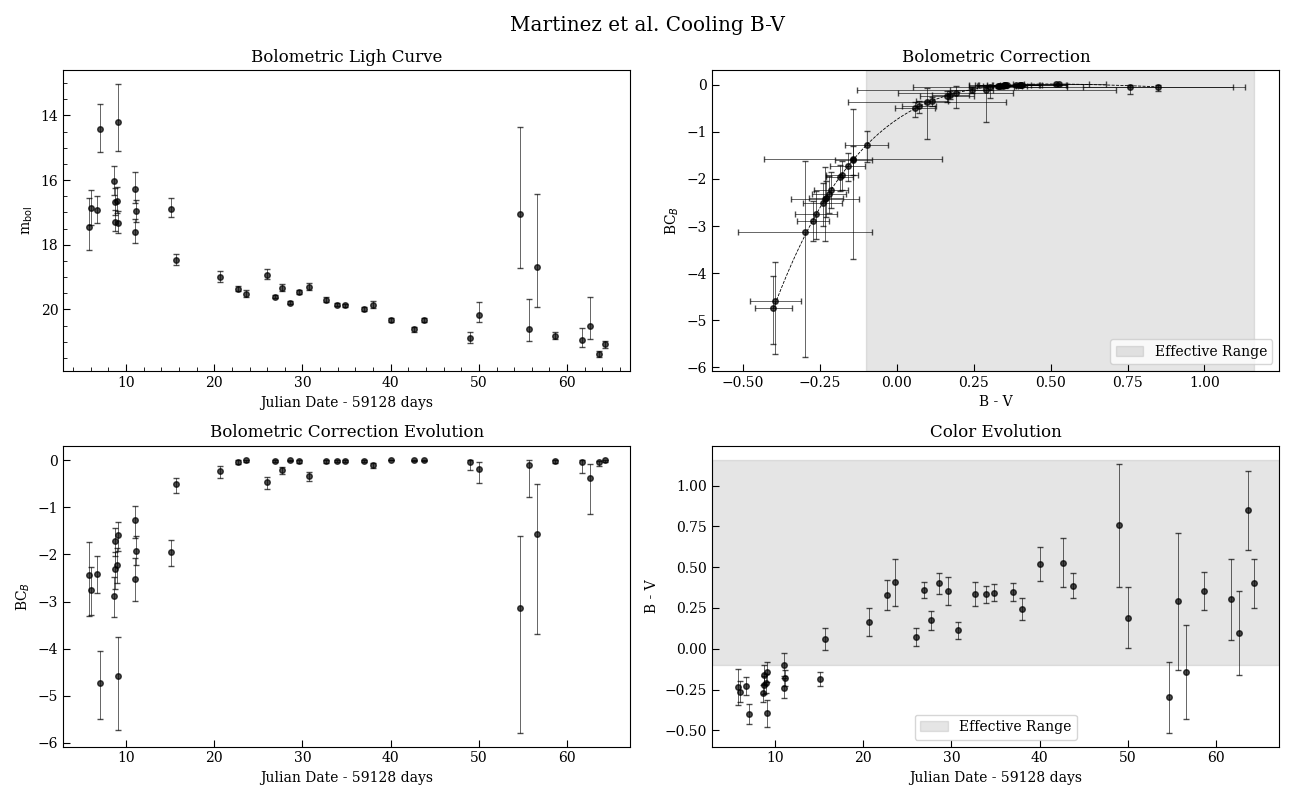 Martinez et al. Cooling B-V
Bolometric Ligh Curve
m_bol
14
16
18
20
10 20 30 40 50 60
Julian Date - 59128 days
Bolometric Correction
BC_B
0
−1
−2
−3
−4
−5
−6
Effective Range
−0.50 −0.25 0.00 0.25 0.50 0.75 1.00
B - V
Bolometric Correction Evolution
BC_B
0
−1
−2
−3
−4
−5
−6
10 20 30 40 50 60
Julian Date - 59128 days
Color Evolution
B - V
1.00
0.75
0.50
0.25
0.00
−0.25
−0.50
Effective Range
10 20 30 40 50 60
Julian Date - 59128 days